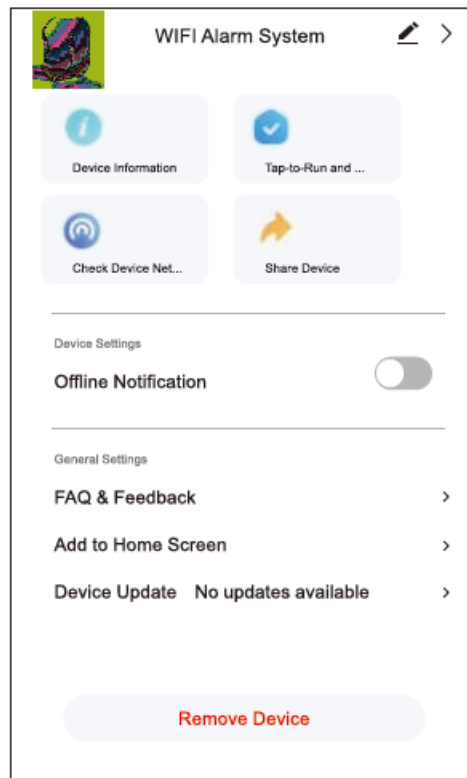 WIFI Alarm System
Device Information
Tap-to-Run and ...
Check Device Net...
Share Device
Device Settings
Offline Notification
General Settings
FAQ & Feedback
Add to Home Screen
Device Update No updates available
Remove Device